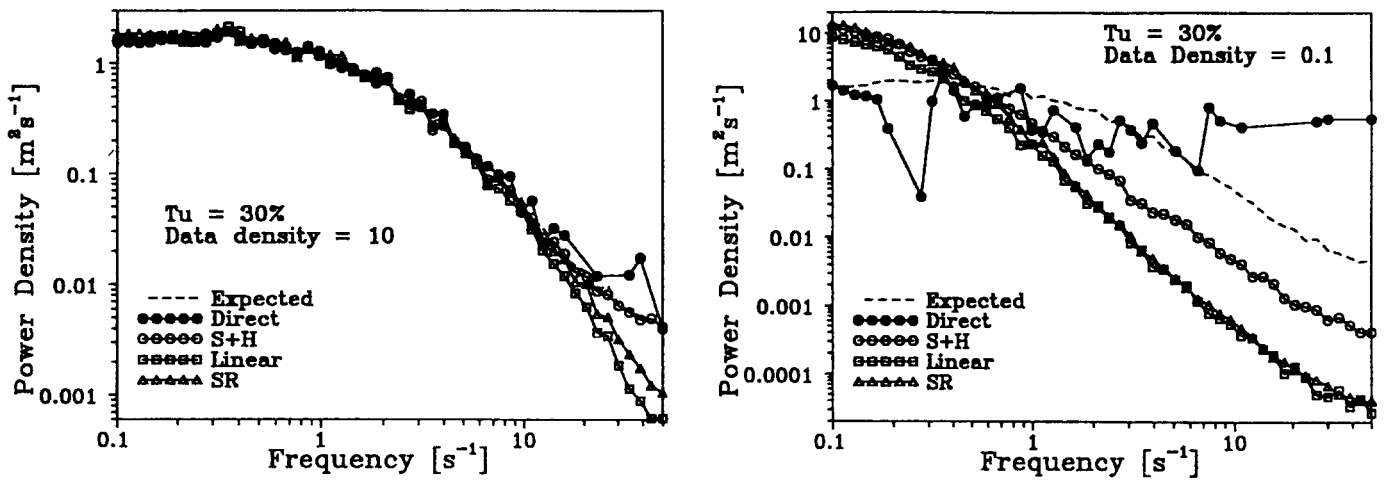 Power Density [m²s⁻¹]
1
0.1
0.01
0.001
Tu = 30%
Data density = 10
Expected
Direct
S+H
Linear
SR
0.1
1
10
Frequency [s⁻¹]
Power Density [m²s⁻¹]
10
1
0.1
0.01
0.001
0.0001
Tu = 30%
Data Density = 0.1
Expected
Direct
S+H
Linear
SR
0.1
1
10
Frequency [s⁻¹]